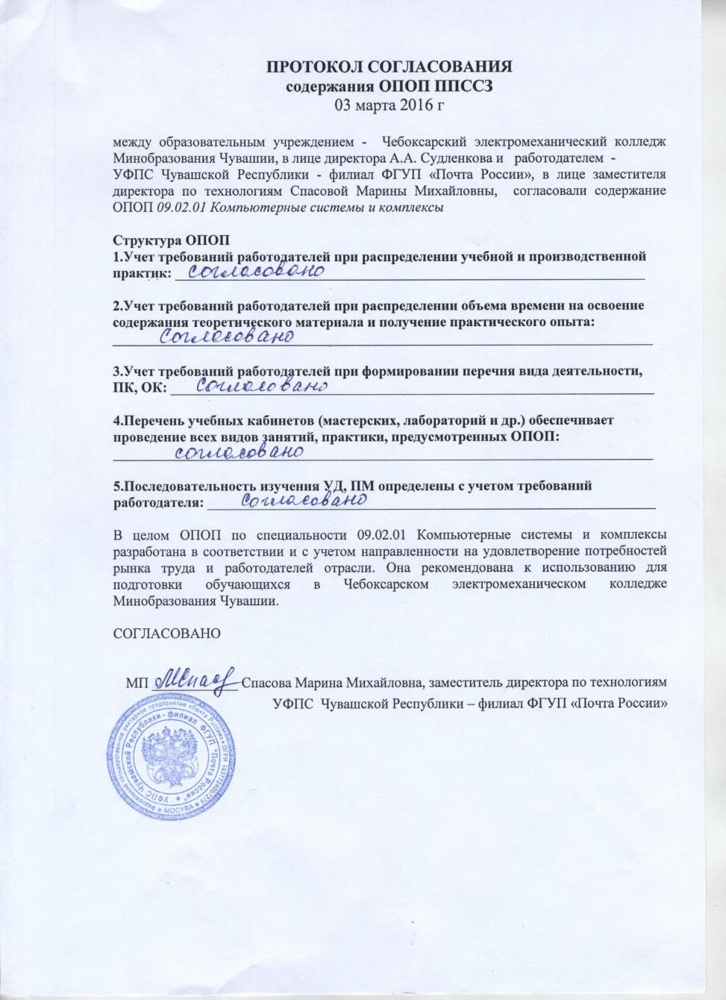 ПРОТОКОЛ СОГЛАСОВАНИЯ
содержания ОПОП ППССЗ
03 марта 2016 г
между образовательным учреждением - Чебоксарский электромеханический колледж
Минобразования Чувашии, в лице директора А.А. Судленкова и работодателем -
УФПС Чувашской Республики - филиал ФГУП «Почта России», в лице заместителя
директора по технологиям Спасовой Марины Михайловны, согласовали содержание
ОПОП 09.02.01 Компьютерные системы и комплексы
Структура ОПОП
1.Учет требований работодателей при распределении учебной и производственной
практик: согласовано
2.Учет требований работодателей при распределении объема времени на освоение
содержания теоретического материала и получение практического опыта:
Согласовано
3.Учет требований работодателей при формировании перечня вида деятельности,
ПК, ОК: Согласовано
4.Перечень учебных кабинетов (мастерских, лабораторий и др.) обеспечивает
проведение всех видов занятий, практики, предусмотренных ОПОП:
согласовано
5.Последовательность изучения УД, ПМ определены с учетом требований
работодателя: Согласовано
В целом ОПОП по специальности 09.02.01 Компьютерные системы и комплексы
разработана в соответствии и с учетом направленности на удовлетворение потребностей
рынка труда и работодателей отрасли. Она рекомендована к использованию для
подготовки обучающихся в Чебоксарском электромеханическом колледже
Минобразования Чувашии.
СОГЛАСОВАНО
МП МСпасов Спасова Марина Михайловна, заместитель директора по технологиям
УФПС Чувашской Республики – филиал ФГУП «Почта России»
Федеральное государственное унитарное предприятие «Почта России» * ОГРН 1037724007276 * МОСКВА *
УФПС Чувашской Республики - филиал ФГУП "Почта России" *